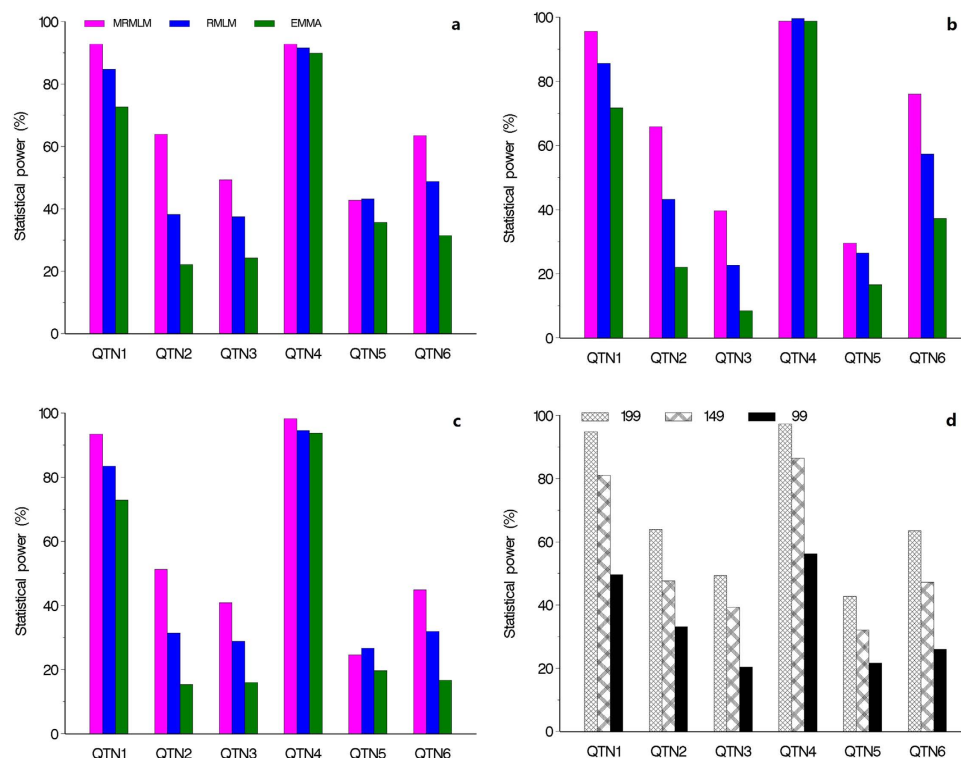 MRMLM RMLM EMMA
a
Statistical power (%)
100
80
60
40
20
0
QTN1 QTN2 QTN3 QTN4 QTN5 QTN6
b
Statistical power (%)
100
80
60
40
20
0
QTN1 QTN2 QTN3 QTN4 QTN5 QTN6
c
Statistical power (%)
100
80
60
40
20
0
QTN1 QTN2 QTN3 QTN4 QTN5 QTN6
199 149 99
d
Statistical power (%)
100
80
60
40
20
0
QTN1 QTN2 QTN3 QTN4 QTN5 QTN6